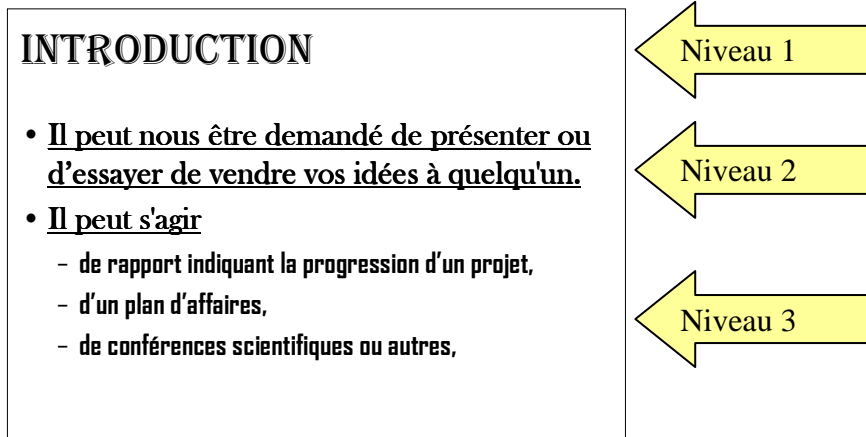 INTRODUCTION
Niveau 1
• Il peut nous être demandé de présenter ou
d’essayer de vendre vos idées à quelqu'un.
Niveau 2
• Il peut s'agir
– de rapport indiquant la progression d’un projet,
– d’un plan d’affaires,
– de conférences scientifiques ou autres,
Niveau 3